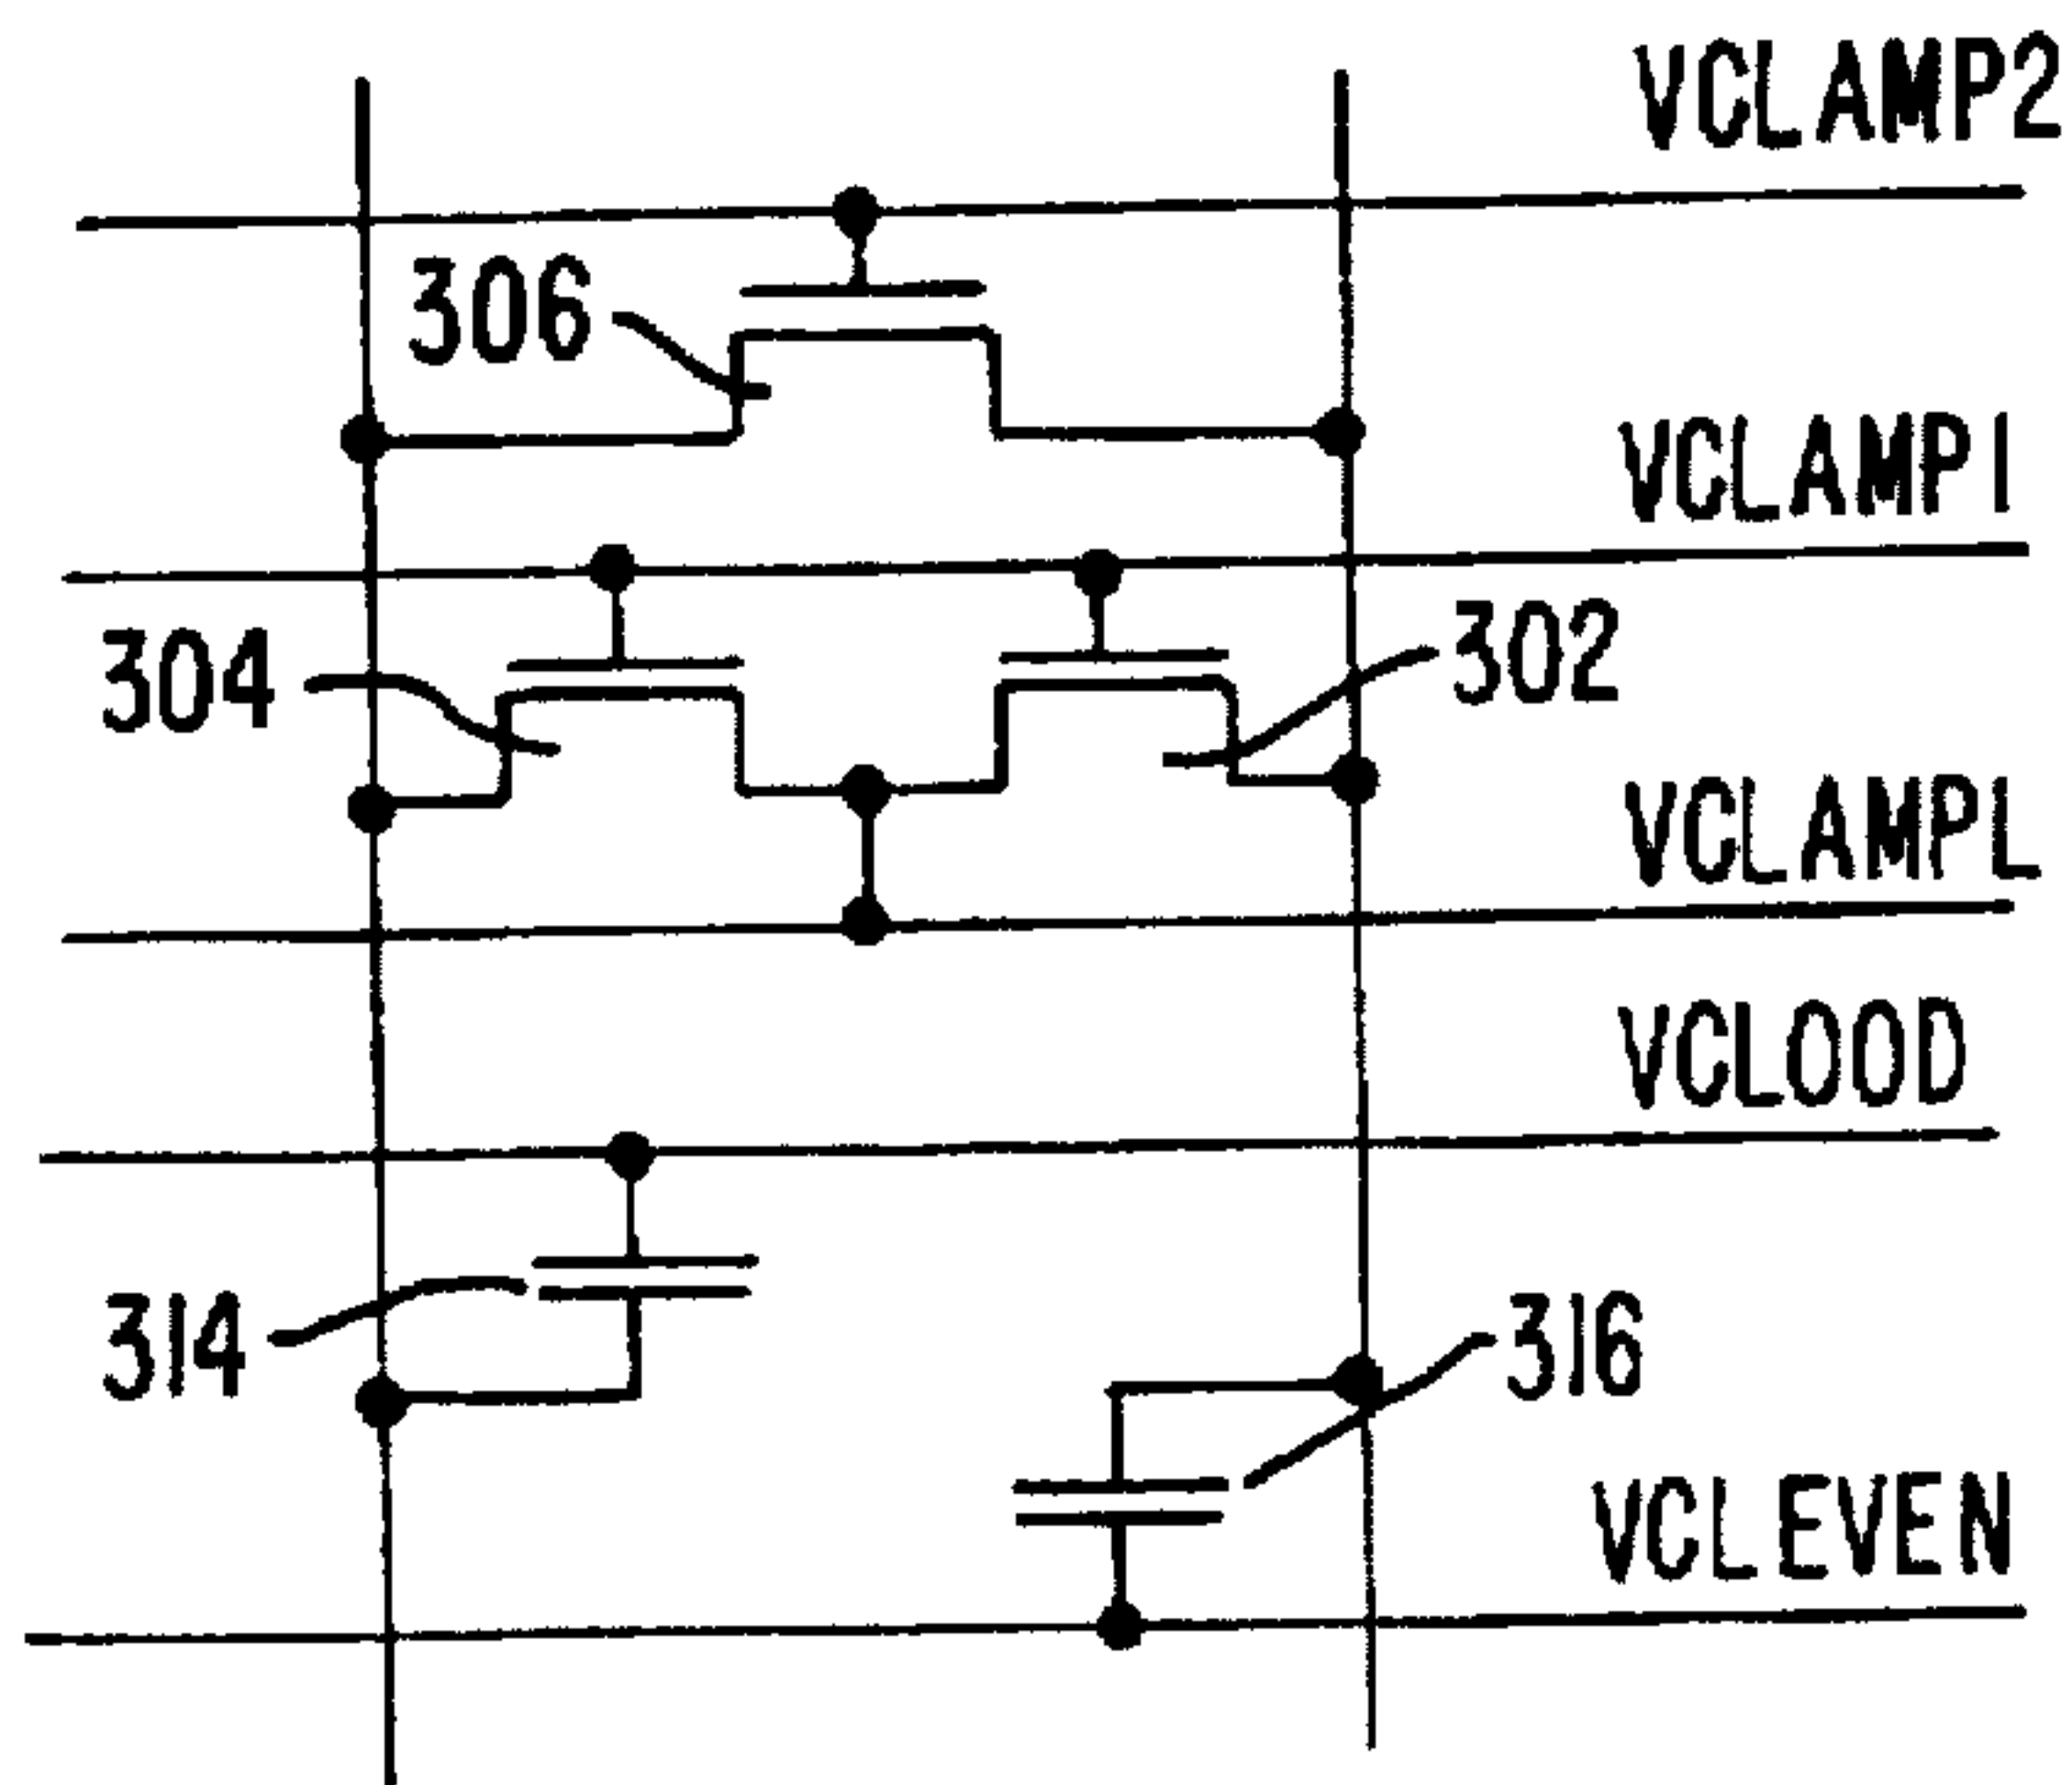 VCLAMP2
306
VCLAMP1
304
302
VCLAMPL
VCLOOD
314
316
VCLEVEN